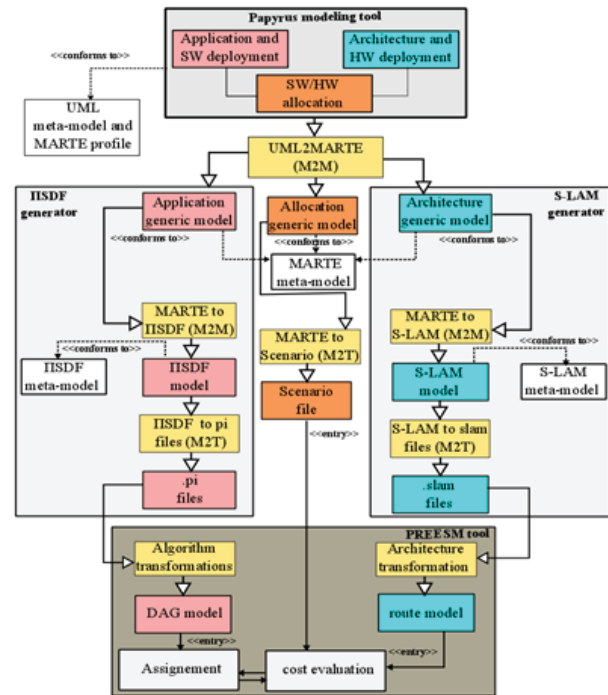 Papyrus modeling tool
Application and
SW deployment
Architecture and
HW deployment
<<conforms to>>
SW/HW
allocation
UML
meta-model and
MARTE profile
UML2MARTE
(M2M)
ΠSDF
generator
Application
generic model
Allocation
generic model
Architecture
generic model
S-LAM
generator
<<conforms to>>
<<conforms to>>
<<conforms to>>
MARTE
meta-model
MARTE to
ΠSDF (M2M)
MARTE to
Scenario (M2T)
MARTE to
S-LAM (M2M)
<<conforms to>>
<<conforms to>>
ΠSDF
meta-model
ΠSDF
model
Scenario
file
S-LAM
model
S-LAM
meta-model
<<entry>>
ΠSDF to pi
files (M2T)
S-LAM to slam
files (M2T)
.pi
files
.slam
files
PREESM tool
Algorithm
transformations
Architecture
transformation
DAG model
route model
<<entry>>
<<entry>>
Assignement
cost evaluation